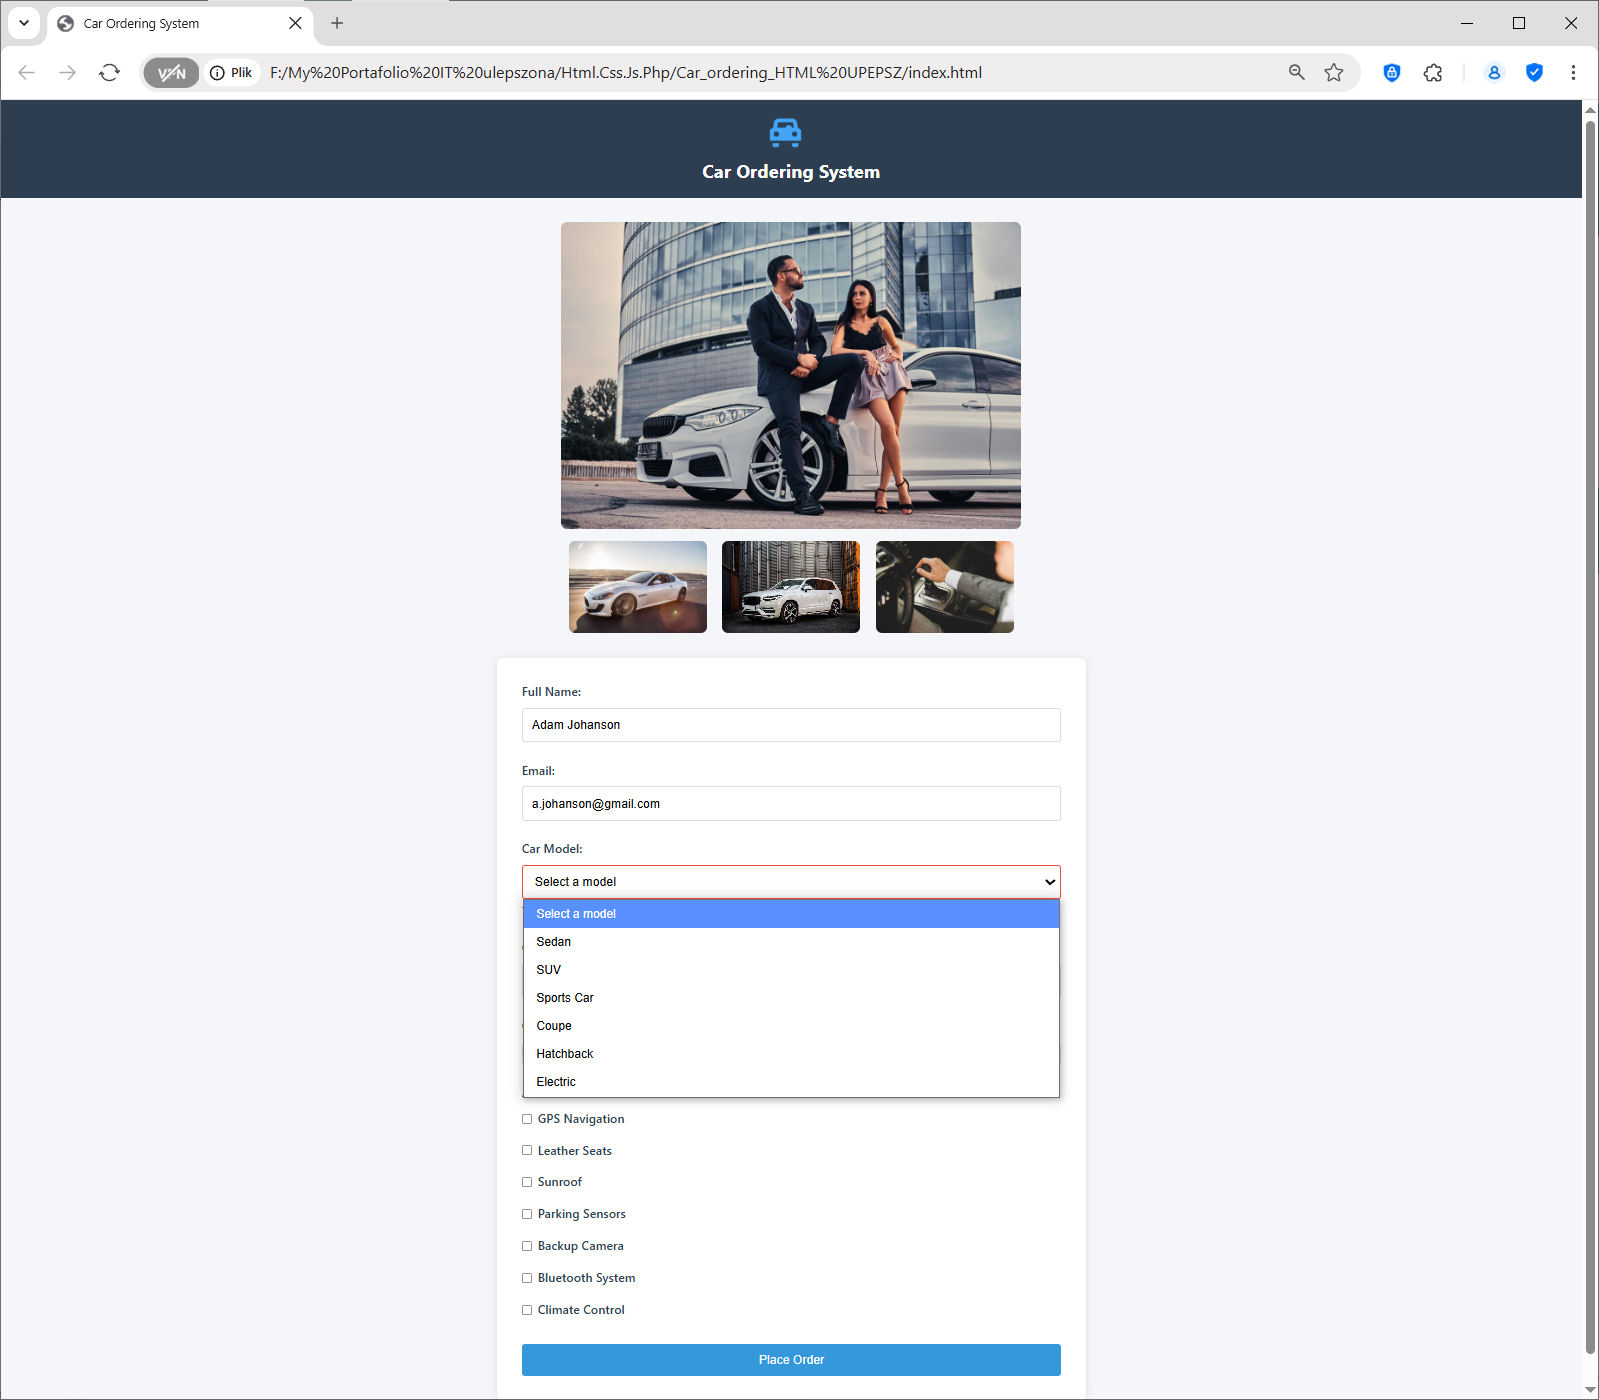 Car Ordering System
VPN
Plik
F:/My%20Portafolio%20IT%20ulepszona/Html.Css.Js.Php/Car_ordering_HTML%20UPEPSZ/index.html
Car Ordering System
Full Name:
Adam Johanson
Email:
a.johanson@gmail.com
Car Model:
Select a model
Select a model
Sedan
SUV
Sports Car
Coupe
Hatchback
Electric
GPS Navigation
Leather Seats
Sunroof
Parking Sensors
Backup Camera
Bluetooth System
Climate Control
Place Order